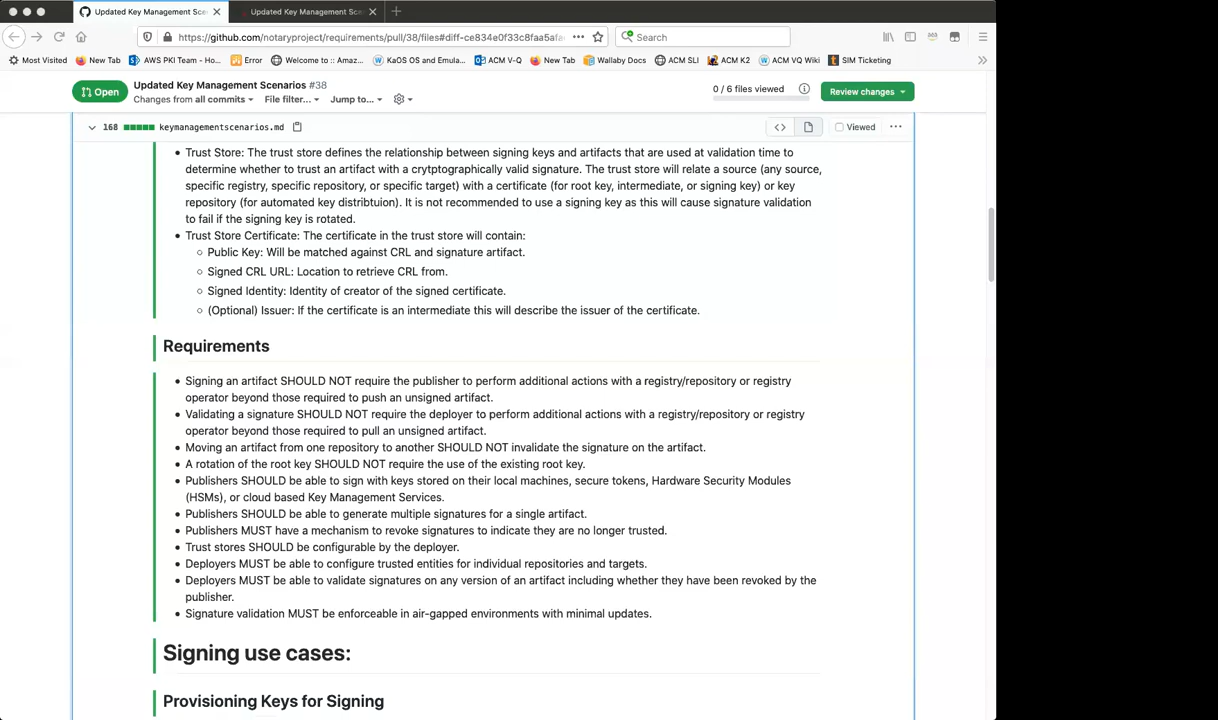 Updated Key Management Sce
Updated Key Management Sce
https://github.com/notaryproject/requirements/pull/38/files#diff-ce834e0f33c8faa5afa
Search
Most Visited
New Tab
AWS PKI Team - Ho...
Error
Welcome to :: Amaz...
KaOS OS and Emula...
ACM V-Q
New Tab
Wallaby Docs
ACM SLI
ACM K2
ACM VQ Wiki
SIM Ticketing
Open
Updated Key Management Scenarios #38
Changes from all commits
File filter...
Jump to...
0 / 6 files viewed
Review changes
168
keymanagementscenarios.md
Viewed
• Trust Store: The trust store defines the relationship between signing keys and artifacts that are used at validation time to
determine whether to trust an artifact with a cryrtptographically valid signature. The trust store will relate a source (any source,
specific registry, specific repository, or specific target) with a certificate (for root key, intermediate, or signing key) or key
repository (for automated key distribtuion). It is not recommended to use a signing key as this will cause signature validation
to fail if the signing key is rotated.
• Trust Store Certificate: The certificate in the trust store will contain:
○ Public Key: Will be matched against CRL and signature artifact.
○ Signed CRL URL: Location to retrieve CRL from.
○ Signed Identity: Identity of creator of the signed certificate.
○ (Optional) Issuer: If the certificate is an intermediate this will describe the issuer of the certificate.
Requirements
• Signing an artifact SHOULD NOT require the publisher to perform additional actions with a registry/repository or registry
operator beyond those required to push an unsigned artifact.
• Validating a signature SHOULD NOT require the deployer to perform additional actions with a registry/repository or registry
operator beyond those required to pull an unsigned artifact.
• Moving an artifact from one repository to another SHOULD NOT invalidate the signature on the artifact.
• A rotation of the root key SHOULD NOT require the use of the existing root key.
• Publishers SHOULD be able to sign with keys stored on their local machines, secure tokens, Hardware Security Modules
(HSMs), or cloud based Key Management Services.
• Publishers SHOULD be able to generate multiple signatures for a single artifact.
• Publishers MUST have a mechanism to revoke signatures to indicate they are no longer trusted.
• Trust stores SHOULD be configurable by the deployer.
• Deployers MUST be able to configure trusted entities for individual repositories and targets.
• Deployers MUST be able to validate signatures on any version of an artifact including whether they have been revoked by the
publisher.
• Signature validation MUST be enforceable in air-gapped environments with minimal updates.
Signing use cases:
Provisioning Keys for Signing